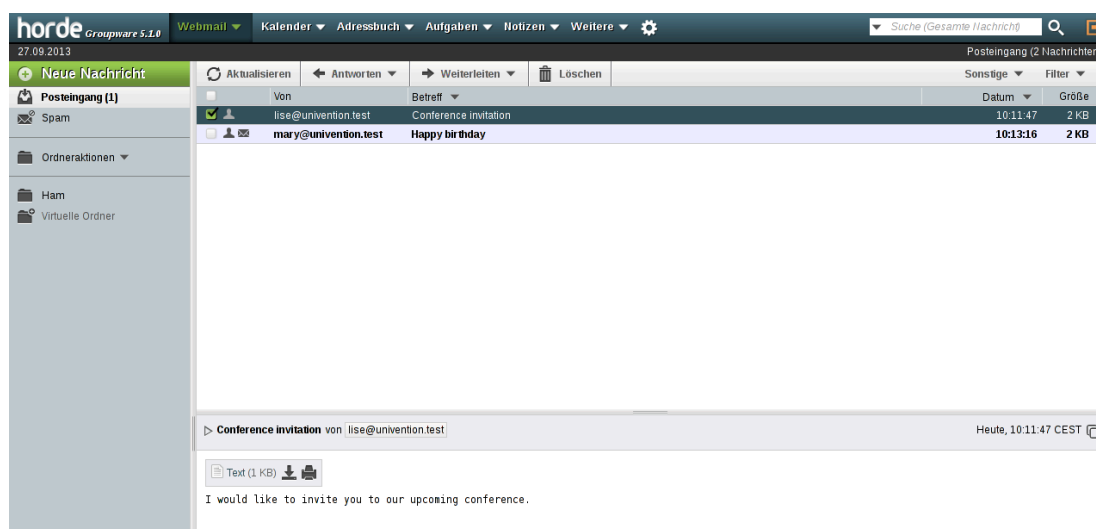 horde Groupware 5.1.0 Webmail Kalender Adressbuch Aufgaben Notizen Weitere Suche (Gesamte Nachricht)
27.09.2013 Posteingang (2 Nachrichten
Neue Nachricht Aktualisieren Antworten Weiterleiten Löschen Sonstige Filter
Posteingang (1) Von Betreff Datum Größe
Spam lise@univention.test Conference invitation 10:11:47 2 KB
mary@univention.test Happy birthday 10:13:16 2 KB
Ordneraktionen
Ham
Virtuelle Ordner
Conference invitation von lise@univention.test Heute, 10:11:47 CEST
Text (1 KB)
I would like to invite you to our upcoming conference.